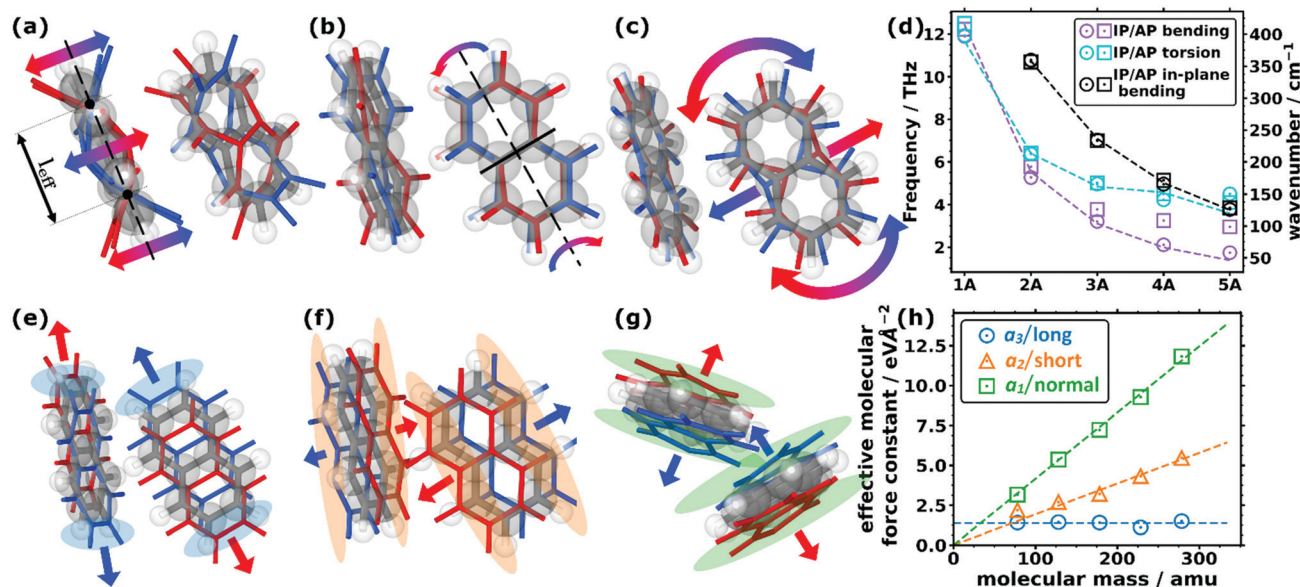 (a)
L_eff
(b)
(c)
(d)
Frequency / THz
12
10
8
6
4
2
IP/AP bending
IP/AP torsion
IP/AP in-plane
bending
400
350
300
250
200
150
100
50
wavenumber / cm⁻¹
1A 2A 3A 4A 5A
(e)
(f)
(g)
(h)
effective molecular
force constant / eVÅ⁻²
12.5
10.0
7.5
5.0
2.5
0.0
a₃/long
a₂/short
a₁/normal
0 100 200 300
molecular mass / amu